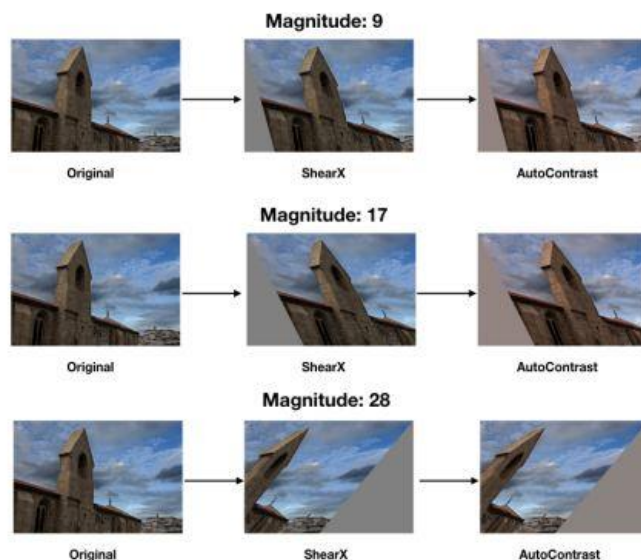 Magnitude: 9
Original ShearX AutoContrast
Magnitude: 17
Original ShearX AutoContrast
Magnitude: 28
Original ShearX AutoContrast